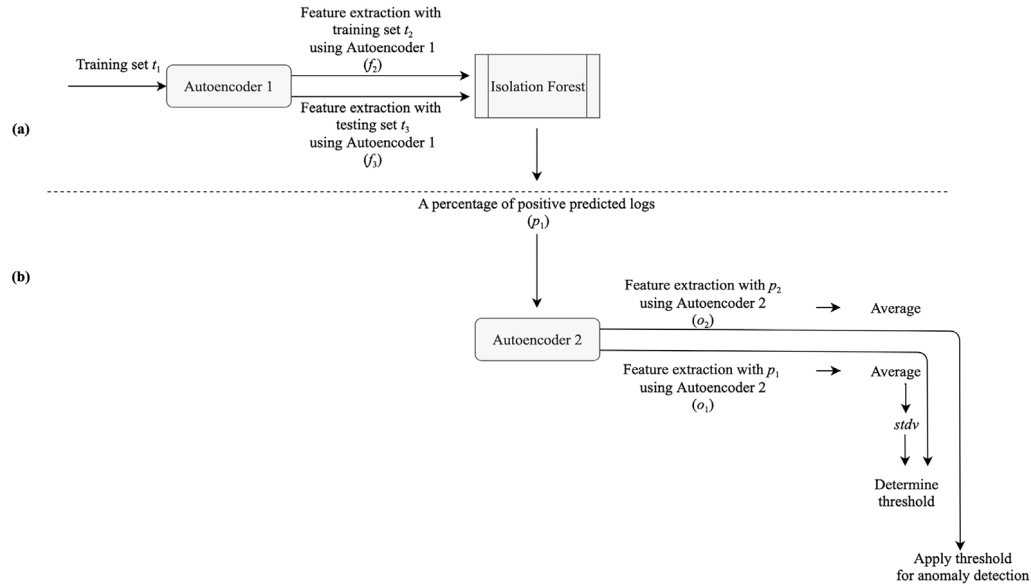 Feature extraction with
training set t₂
using Autoencoder 1
(f₂)
Training set t₁
Autoencoder 1
Isolation Forest
Feature extraction with
testing set t₃
using Autoencoder 1
(f₃)
(a)
A percentage of positive predicted logs
(p₁)
(b)
Feature extraction with p₂
using Autoencoder 2
(o₂)
Average
Autoencoder 2
Feature extraction with p₁
using Autoencoder 2
(o₁)
Average
stdv
Determine
threshold
Apply threshold
for anomaly detection